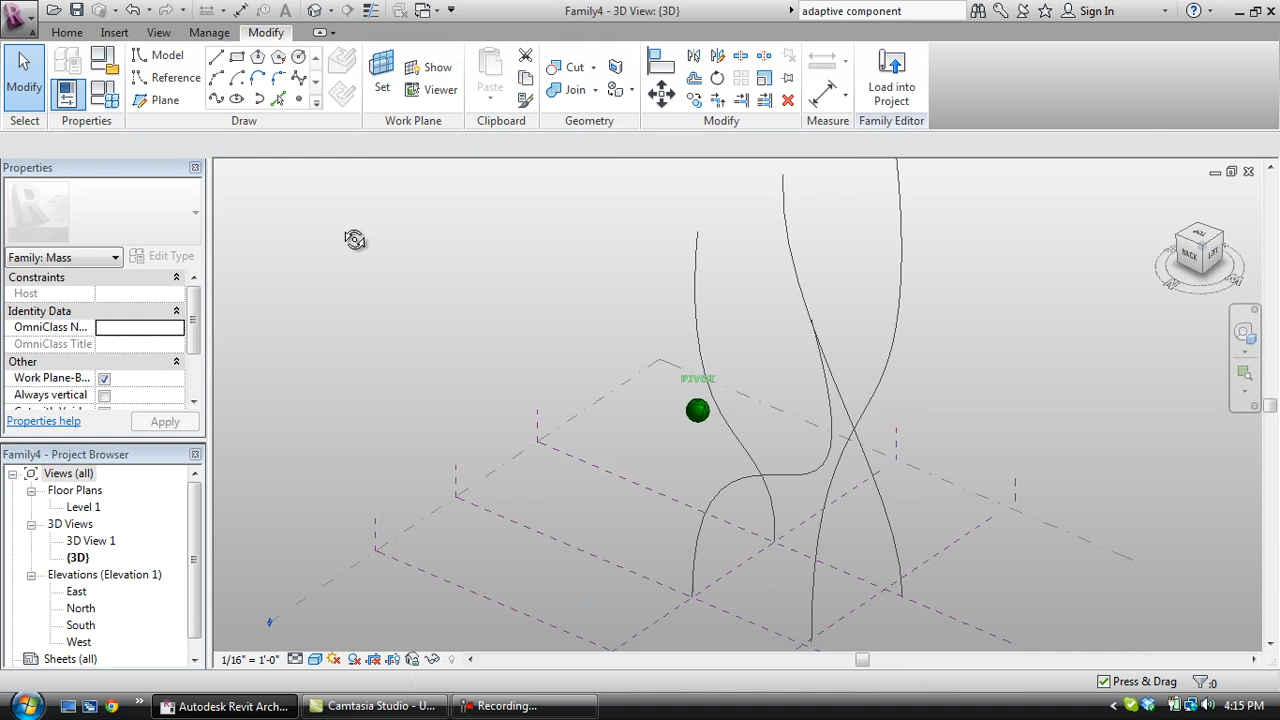 Family4 - 3D View: {3D}
adaptive component
Sign In
Home
Insert
View
Manage
Modify
Modify
Model
Reference
Plane
Set
Show
Viewer
Paste
Cut
Join
Load into
Project
Select
Properties
Draw
Work Plane
Clipboard
Geometry
Modify
Measure
Family Editor
Properties
Family: Mass
Edit Type
Constraints
Host
Identity Data
OmniClass N...
OmniClass Title
Other
Work Plane-B...
Always vertical
Properties help
Apply
Family4 - Project Browser
Views (all)
Floor Plans
Level 1
3D Views
3D View 1
{3D}
Elevations (Elevation 1)
East
North
South
West
Sheets (all)
PIVOT
BACK
LEFT
1/16" = 1'-0"
Press & Drag
:0
Autodesk Revit Arch...
Camtasia Studio - U...
Recording...
4:15 PM